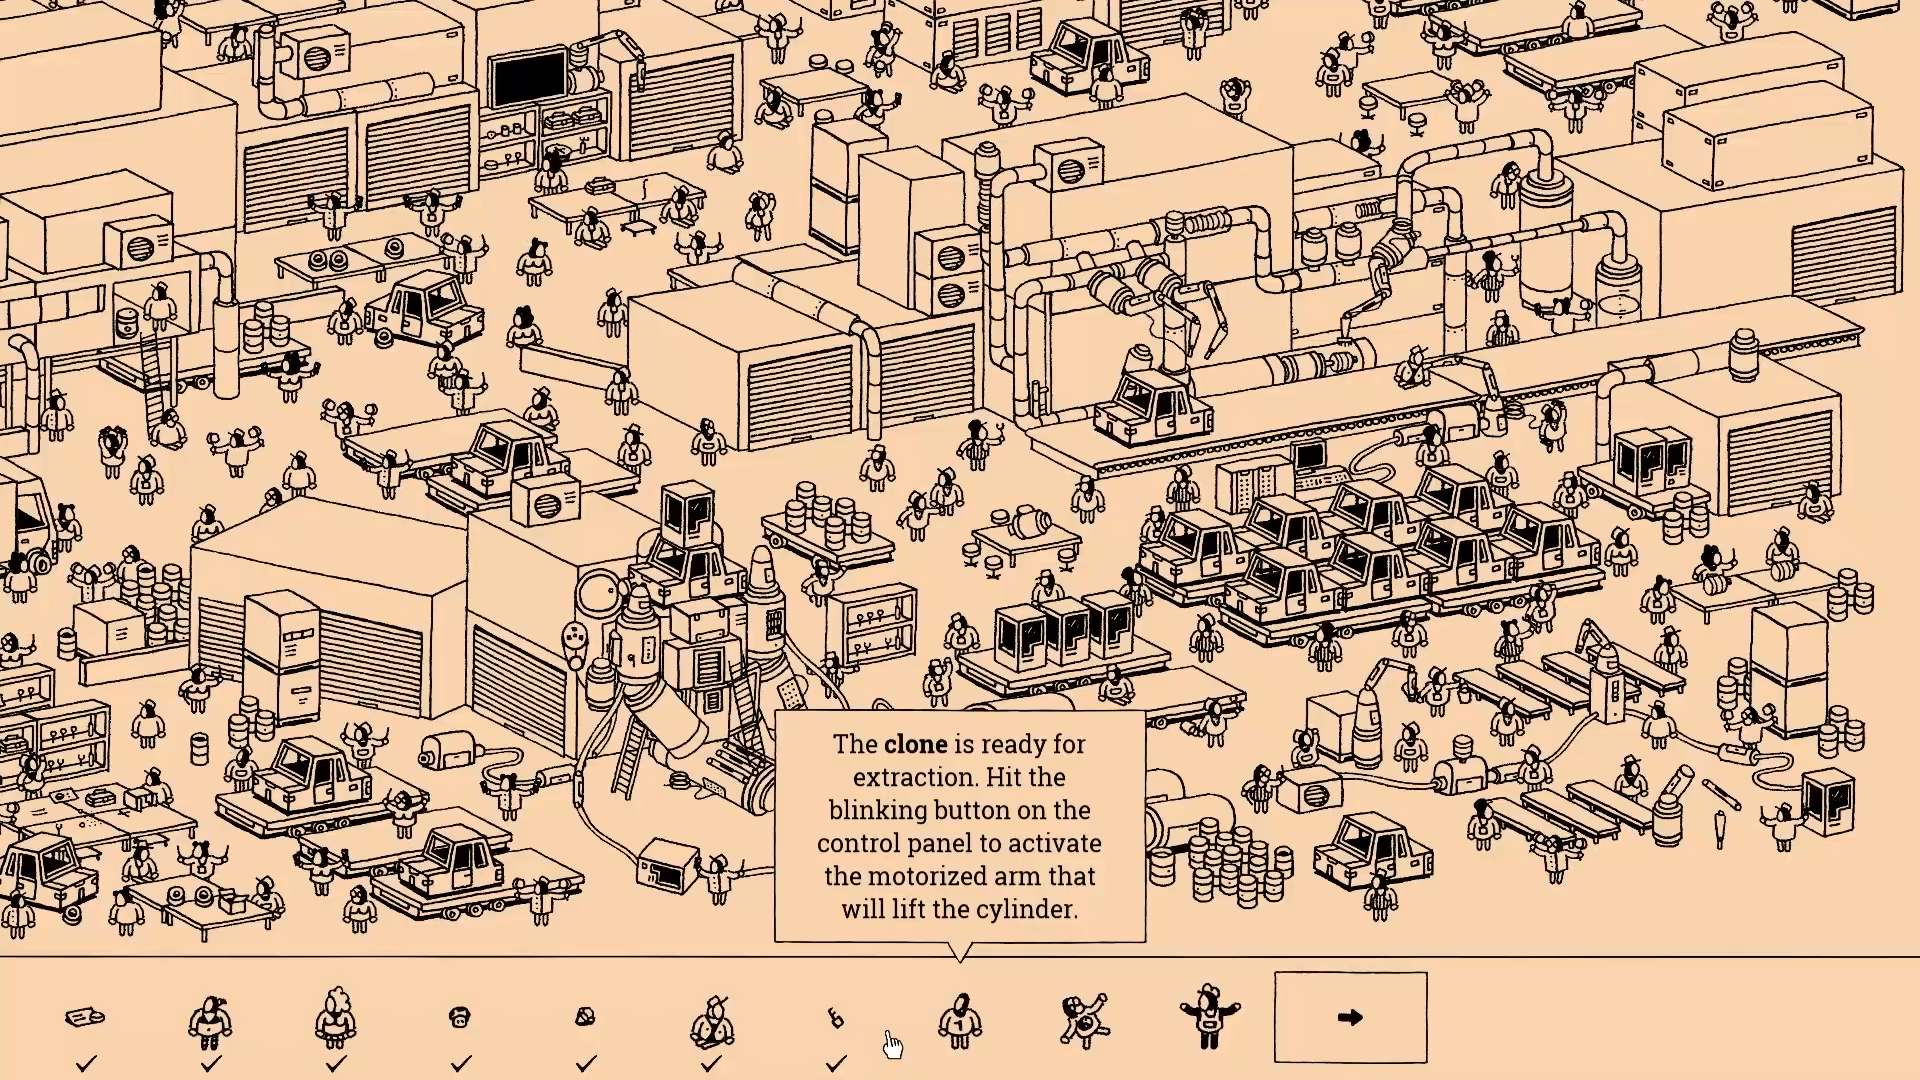 The clone is ready for
extraction. Hit the
blinking button on the
control panel to activate
the motorized arm that
will lift the cylinder.